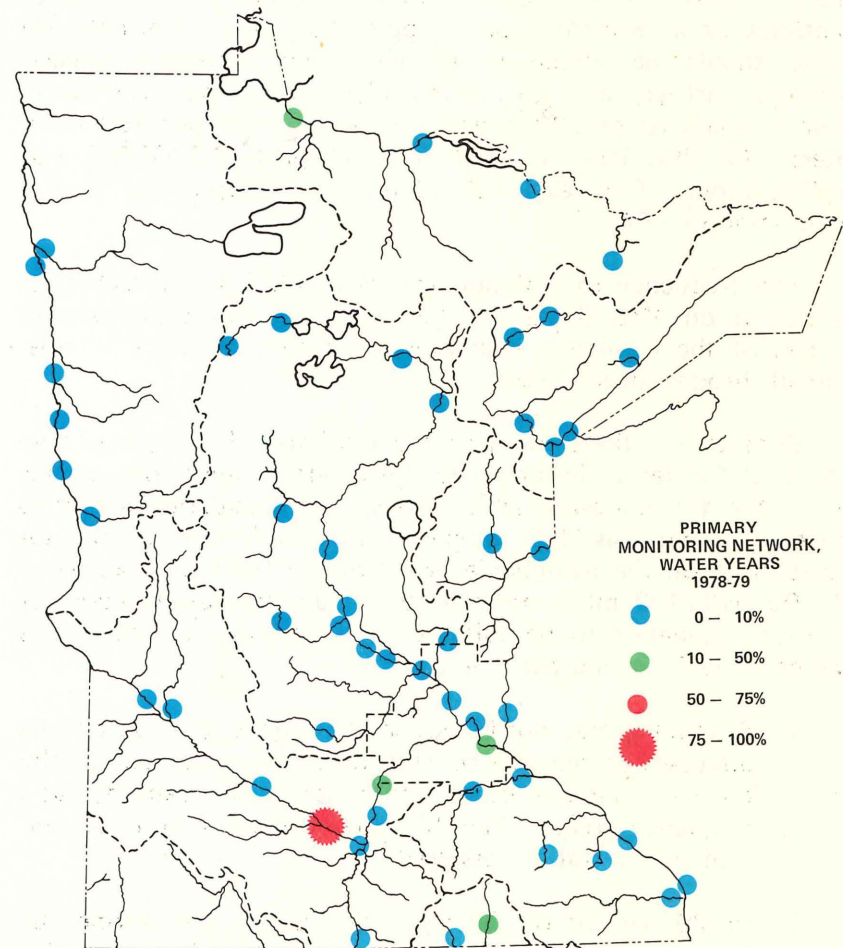 PRIMARY
MONITORING NETWORK,
WATER YEARS
1978-79
0 — 10%
10 — 50%
50 — 75%
75 — 100%